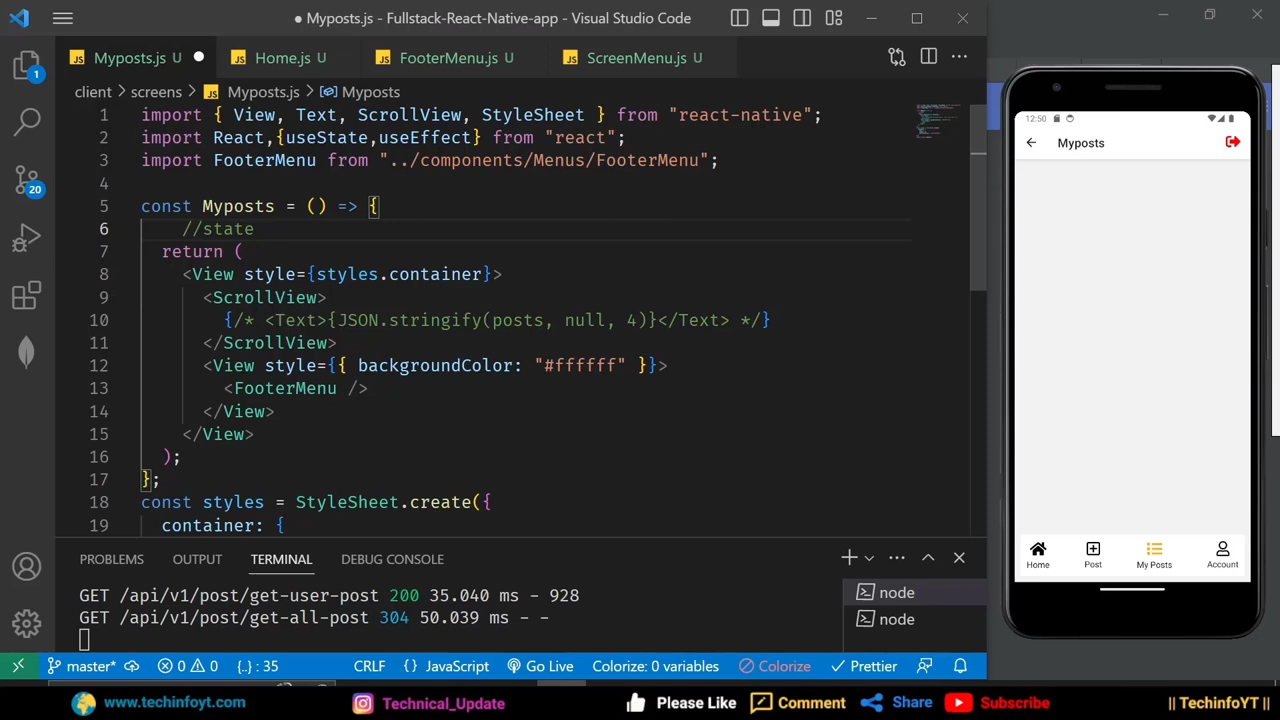 Myposts.js - Fullstack-React-Native-app - Visual Studio Code
Myposts.js U Home.js U FooterMenu.js U ScreenMenu.js U
client > screens > JS Myposts.js > Myposts
1 import { View, Text, ScrollView, StyleSheet } from "react-native";
2 import React,{useState,useEffect} from "react";
3 import FooterMenu from "../components/Menus/FooterMenu";
4
5 const Myposts = () => {
6 //state
7 return (
8 <View style={styles.container}>
9 <ScrollView>
10 {/* <Text>{JSON.stringify(posts, null, 4)}</Text> */}
11 </ScrollView>
12 <View style={{ backgroundColor: "#ffffff" }}>
13 <FooterMenu />
14 </View>
15 </View>
16 );
17 };
18 const styles = StyleSheet.create({
19 container: {
PROBLEMS OUTPUT TERMINAL DEBUG CONSOLE
GET /api/v1/post/get-user-post 200 35.040 ms - 928
GET /api/v1/post/get-all-post 304 50.039 ms - -
node
node
1
20
master* 0 0 {..} : 35 CRLF {} JavaScript Go Live Colorize: 0 variables Colorize Prettier
12:50
Myposts
Home Post My Posts Account
www.techinfoyt.com Technical_Update Please Like Comment Share Subscribe || TechinfoYT ||